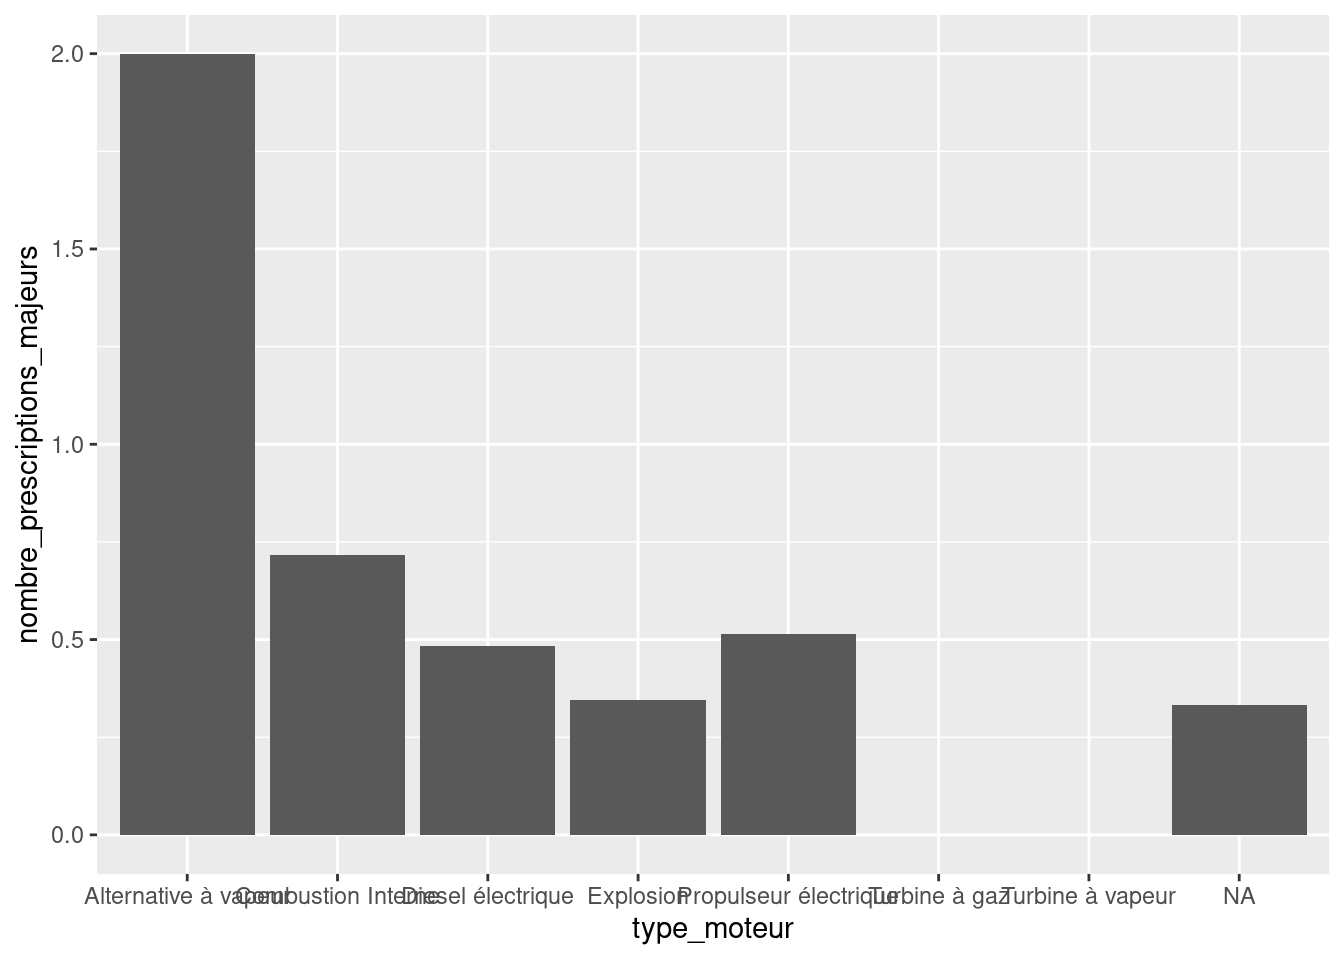 2.0
1.5
1.0
0.5
0.0
nombre_prescriptions_majeurs
Alternative à vapeur Combustion Interne Diesel électrique Explosion Propulseur électrique Turbine à gaz Turbine à vapeur NA
type_moteur